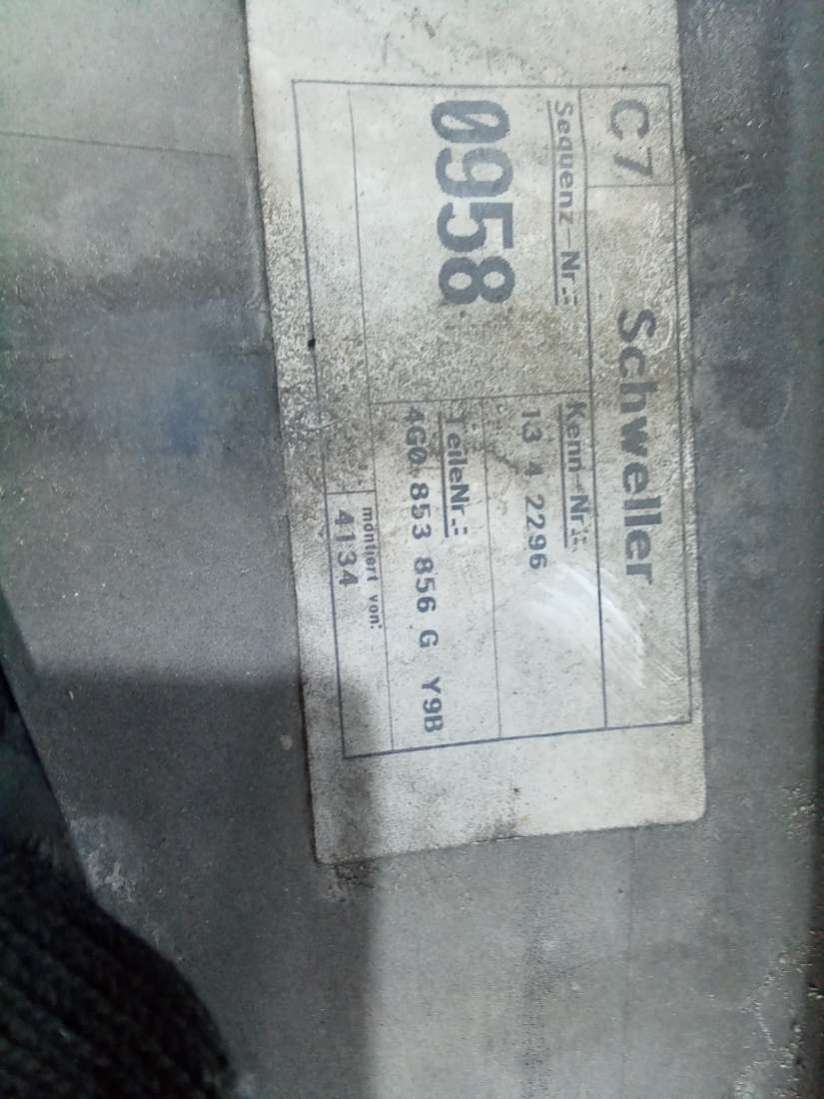 C7 Schweller
Sequenz-Nr.:
0958
Kenn-Nr.:
13 4 2296
TeileNr.:
4G0 853 856 G Y9B
montiert von:
4134